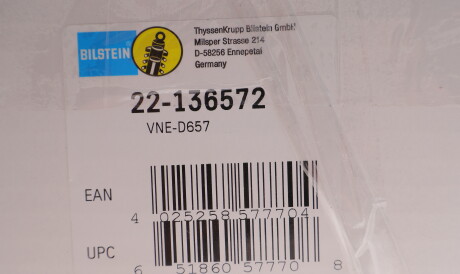 BILSTEIN
ThyssenKrupp Bilstein GmbH
Milsper Strasse 214
D-58256 Ennepetal
Germany
22-136572
VNE-D657
EAN
4 025258 577704
UPC
6 51860 57770 8